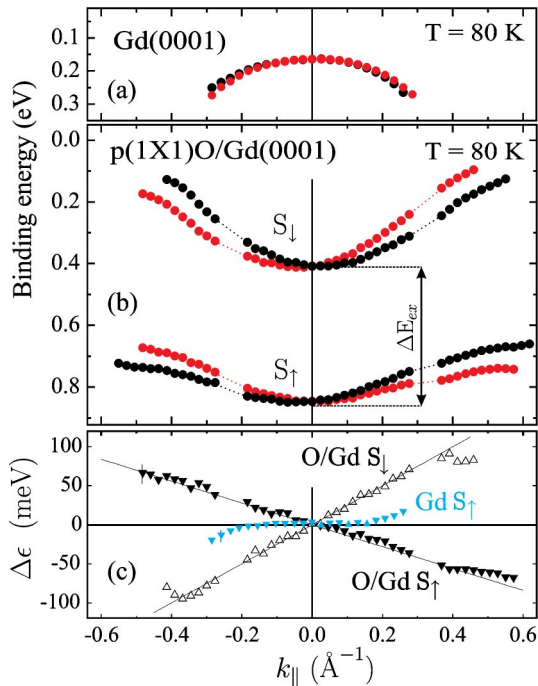 Gd(0001)
T = 80 K
0.1
0.2
0.3
(a)
Binding energy (eV)
p(1X1)O/Gd(0001)
T = 80 K
0.0
0.2
0.4
0.6
0.8
S↓
ΔEex
(b)
S↑
100
50
0
-50
-100
Δϵ (meV)
O/Gd S↓
Gd S↑
(c)
O/Gd S↑
-0.6 -0.4 -0.2 0.0 0.2 0.4 0.6
k∥ (Å⁻¹)